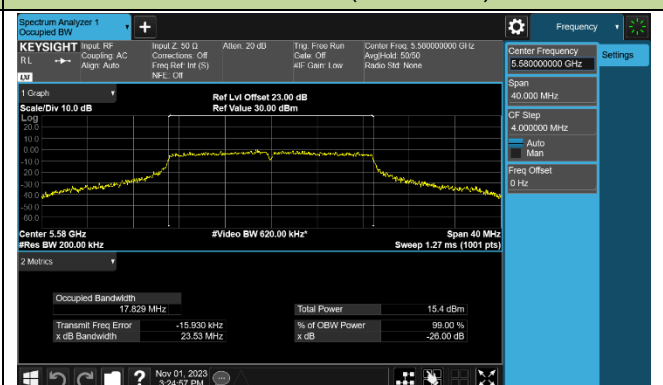 Spectrum Analyzer 1
Occupied BW
Frequency
KEYSIGHT
RL
Input: RF
Coupling: AC
Align: Auto
Input Z: 50 Ω
Corrections: Off
Freq Ref: Int (S)
NFE: Off
Atten: 20 dB
Trig: Free Run
Gate: Off
#IF Gain: Low
Center Freq: 5.580000000 GHz
Avg|Hold: 50/50
Radio Std: None
Center Frequency
5.580000000 GHz
Settings
Span
40.000 MHz
CF Step
4.000000 MHz
Auto
Man
Freq Offset
0 Hz
1 Graph
Scale/Div 10.0 dB
Ref Lvl Offset 23.00 dB
Ref Value 30.00 dBm
Log
20.0
10.0
0.00
-10.0
-20.0
-30.0
-40.0
-50.0
-60.0
Center 5.58 GHz
#Res BW 200.00 kHz
#Video BW 620.00 kHz*
Span 40 MHz
Sweep 1.27 ms (1001 pts)
2 Metrics
Occupied Bandwidth
17.829 MHz
Total Power 15.4 dBm
Transmit Freq Error -15.930 kHz
% of OBW Power 99.00 %
x dB Bandwidth 23.53 MHz
x dB -26.00 dB
?
Nov 01, 2023
3:24:57 PM